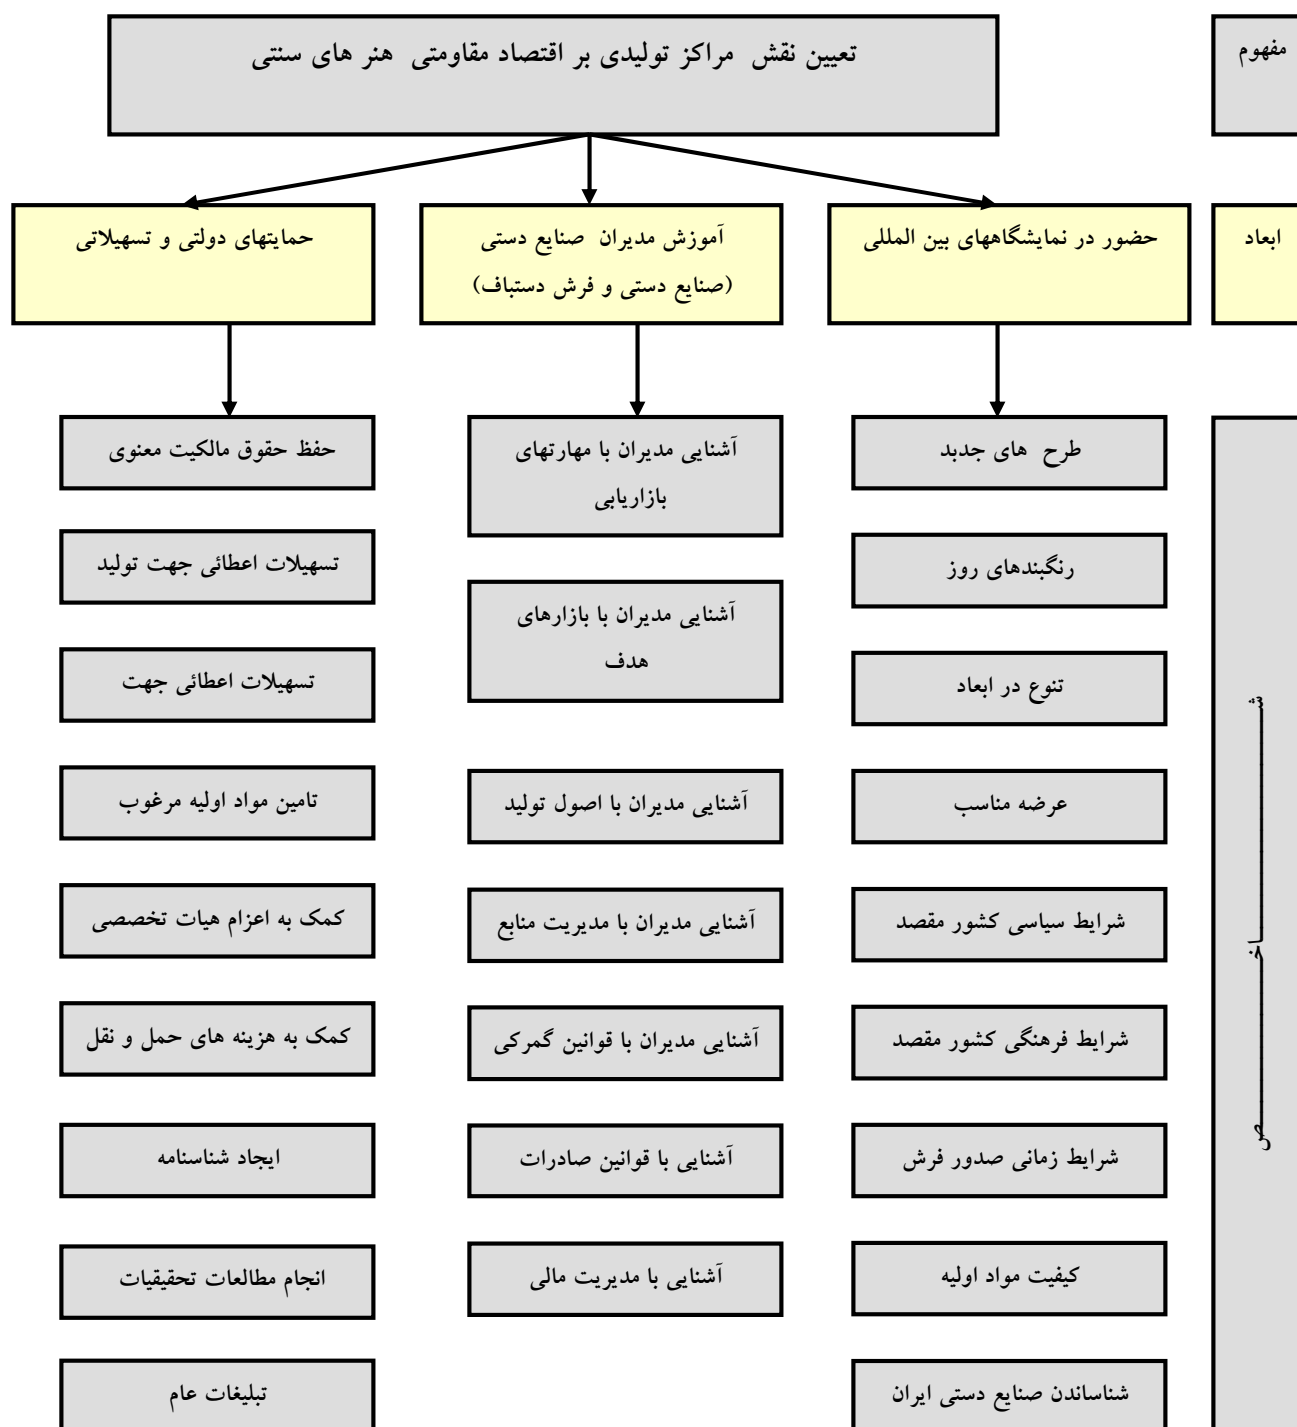 مفهوم
تعیین نقش مراکز تولیدی بر اقتصاد مقاومتی هنر های سنتی
ابعاد
حضور در نمایشگاههای بین المللی
آموزش مدیران صنایع دستی
(صنایع دستی و فرش دستباف)
حمایتهای دولتی و تسهیلاتی
شـــاخـــص
طرح های جدبد
رنگبندهای روز
تنوع در ابعاد
عرضه مناسب
شرایط سیاسی کشور مقصد
شرایط فرهنگی کشور مقصد
شرایط زمانی صدور فرش
کیفیت مواد اولیه
شناساندن صنایع دستی ایران
آشنایی مدیران با مهارتهای
بازاریابی
آشنایی مدیران با بازارهای
هدف
آشنایی مدیران با اصول تولید
آشنایی مدیران با مدیریت منابع
آشنایی مدیران با قوانین گمرکی
آشنایی با قوانین صادرات
آشنایی با مدیریت مالی
حفظ حقوق مالکیت معنوی
تسهیلات اعطائی جهت تولید
تسهیلات اعطائی جهت
تامین مواد اولیه مرغوب
کمک به اعزام هیات تخصصی
کمک به هزینه های حمل و نقل
ایجاد شناسنامه
انجام مطالعات تحقیقیات
تبلیغات عام